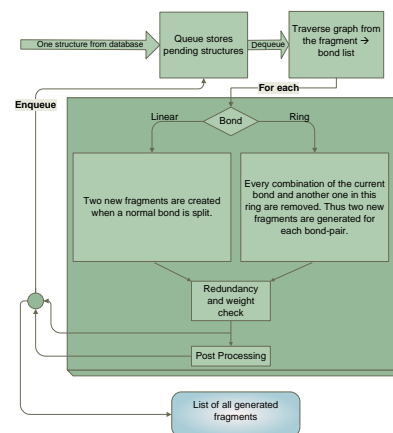 One structure from database
Queue stores
pending structures
Dequeue
Traverse graph from
the fragment →
bond list
For each
Enqueue
Bond
Linear
Ring
Two new fragments are created
when a normal bond is split.
Every combination of the current
bond and another one in this
ring are removed. Thus two new
fragments are generated for
each bond-pair.
Redundancy
and weight
check
Post Processing
List of all generated
fragments